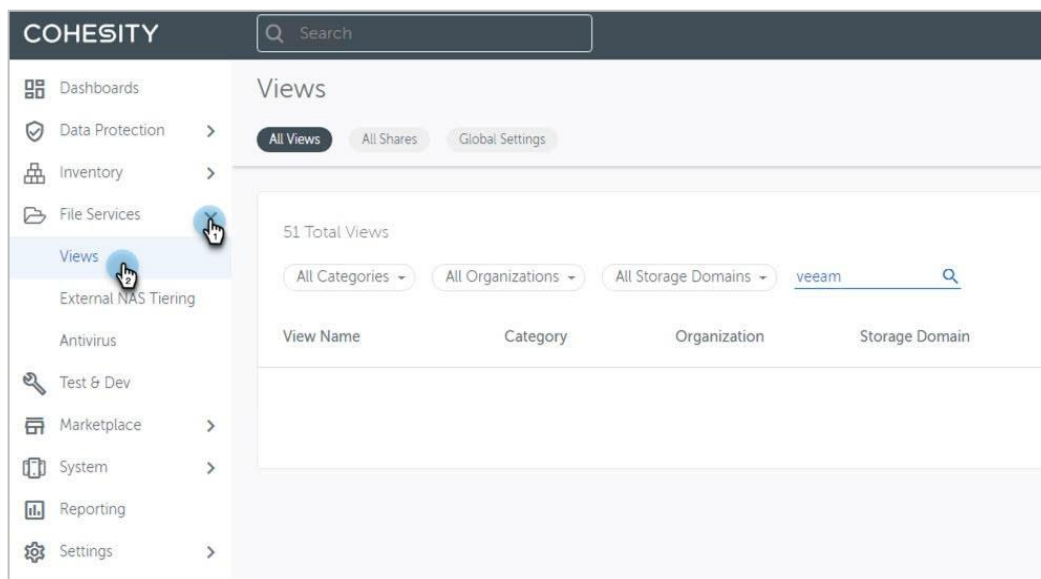 COHESITY
Search
Dashboards
Data Protection
Inventory
File Services
1
Views
2
External NAS Tiering
Antivirus
Test & Dev
Marketplace
System
Reporting
Settings
Views
All Views All Shares Global Settings
51 Total Views
All Categories All Organizations All Storage Domains veeam
View Name Category Organization Storage Domain